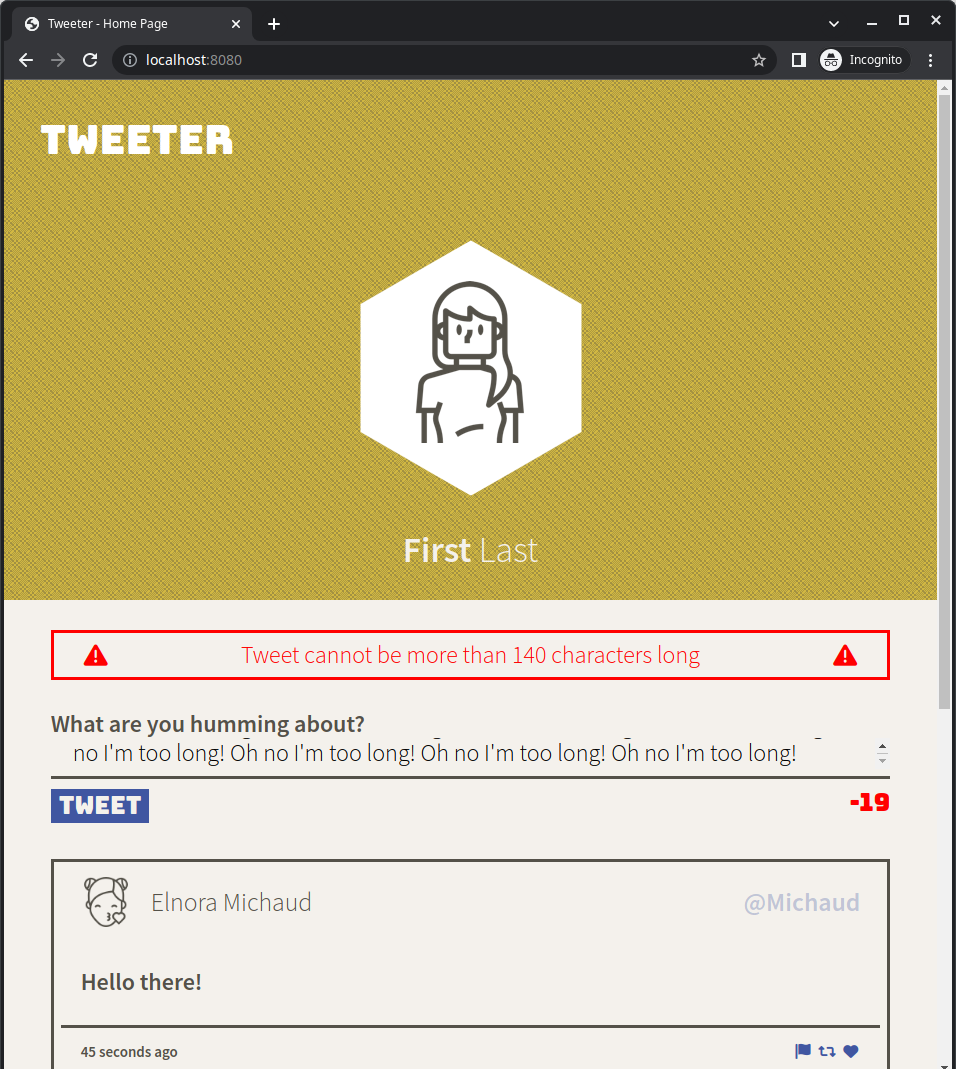 Tweeter - Home Page
localhost:8080
Incognito
TWEETER
First Last
Tweet cannot be more than 140 characters long
What are you humming about?
no I'm too long! Oh no I'm too long! Oh no I'm too long! Oh no I'm too long!
TWEET
-19
Elnora Michaud
@Michaud
Hello there!
45 seconds ago